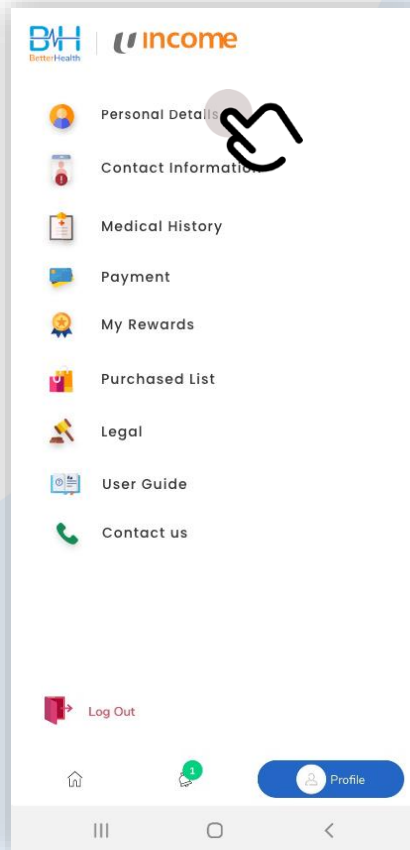 BH income
BetterHealth
Personal Details
Contact Information
Medical History
Payment
My Rewards
Purchased List
Legal
User Guide
Contact us
Log Out
1
Profile